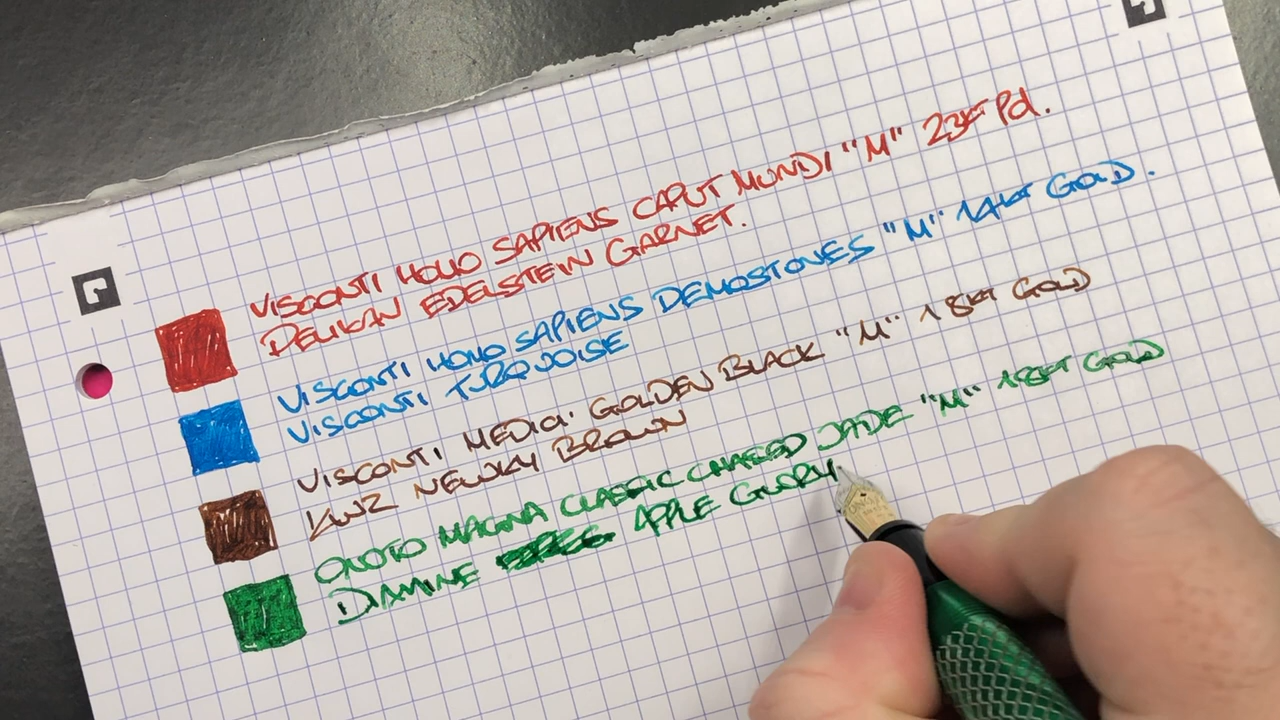 VISCONTI HOMO SAPIENS CAPUT MUNDI "M" 23KT Pd.
PELIKAN EDELSTEIN GARNET.
VISCONTI HOMO SAPIENS DEMOSTONES "M" 14KT GOLD.
VISCONTI TURQUOISE
VISCONTI MEDICI GOLDEN BLACK "M" 18KT GOLD
KWZ NEWKY BROWN
ONOTO MAGNA CLASSIC CHASED JADE "M" 18KT GOLD
DIAMINE APPLE GLORY